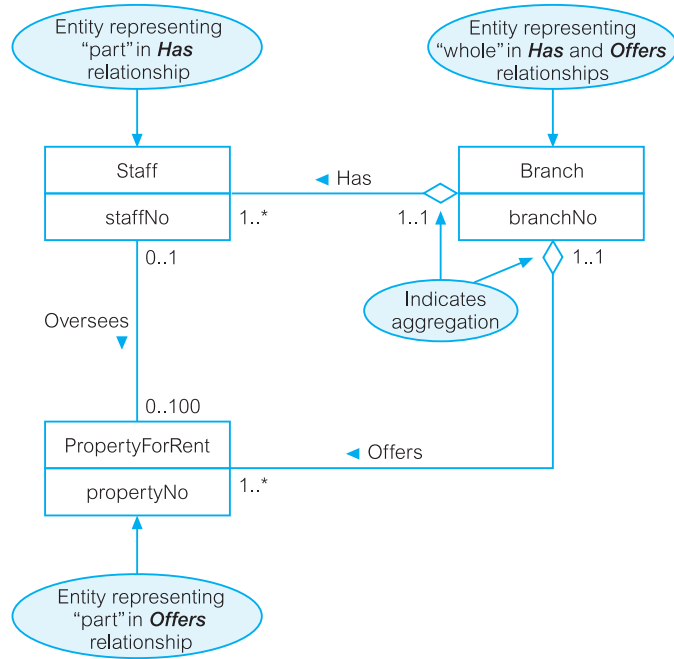 Entity representing
“part” in Has
relationship
Entity representing
“whole” in Has and Offers
relationships
Staff
◀ Has
Branch
staffNo
1..*
1..1
branchNo
0..1
1..1
Indicates
aggregation
Oversees
▼
0..100
PropertyForRent
◀ Offers
propertyNo
1..*
Entity representing
“part” in Offers
relationship